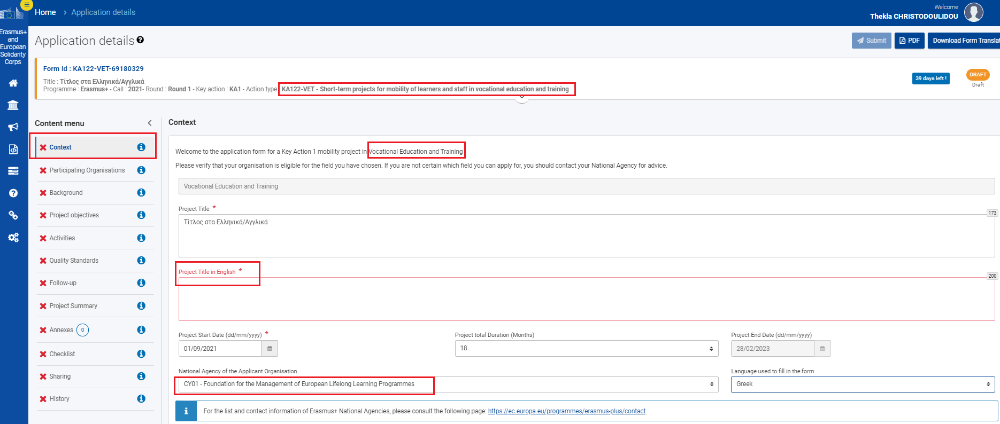 Home › Application details
Welcome
Thekla CHRISTODOULIDOU
Erasmus+
and
European
Solidarity
Corps
Application details
Submit
PDF
Download Form Translat
Form Id : KA122-VET-69180329
Title : Τίτλος στα Ελληνικά/Αγγλικά
Programme : Erasmus+ - Call : 2021- Round : Round 1 - Key action : KA1 - Action type KA122-VET - Short-term projects for mobility of learners and staff in vocational education and training
39 days left !
DRAFT
Draft
Content menu
Context
Participating Organisations
Background
Project objectives
Activities
Quality Standards
Follow-up
Project Summary
Annexes 0
Checklist
Sharing
History
Context
Welcome to the application form for a Key Action 1 mobility project in Vocational Education and Training
Please verify that your organisation is eligible for the field you have chosen. If you are not certain which field you can apply for, you should contact your National Agency for advice.
Vocational Education and Training
Project Title *
173
Τίτλος στα Ελληνικά/Αγγλικά
Project Title in English *
200
Project Start Date (dd/mm/yyyy) *
01/09/2021
Project total Duration (Months)
18
Project End Date (dd/mm/yyyy)
28/02/2023
National Agency of the Applicant Organisation
CY01 - Foundation for the Management of European Lifelong Learning Programmes
Language used to fill in the form
Greek
For the list and contact information of Erasmus+ National Agencies, please consult the following page: https://ec.europa.eu/programmes/erasmus-plus/contact